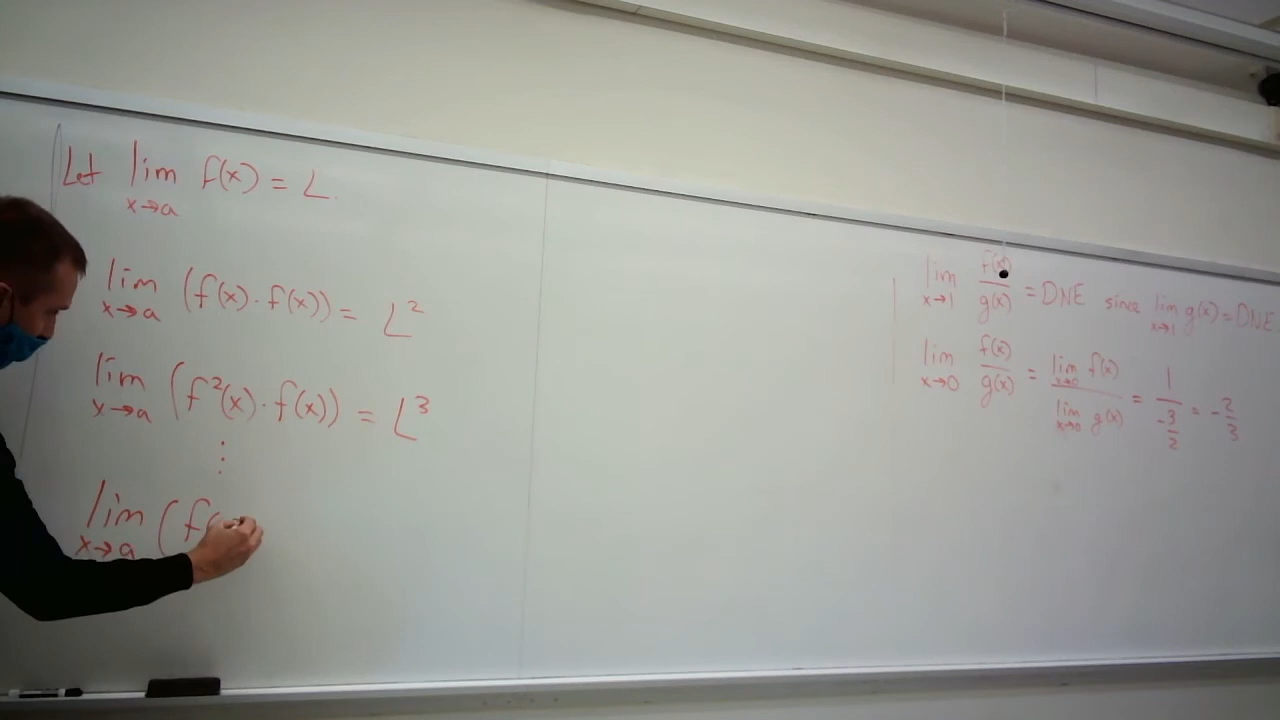 Let lim f(x) = L.
x→a
lim (f(x) · f(x)) = L²
x→a
lim (f²(x) · f(x)) = L³
x→a
⋮
lim (f(
x→a
lim f(x)/g(x) = DNE since lim g(x) = DNE
x→1 x→1
lim f(x)/g(x) = lim f(x) / lim g(x) = 1/(-3/2) = -2/3
x→0 x→0 x→0